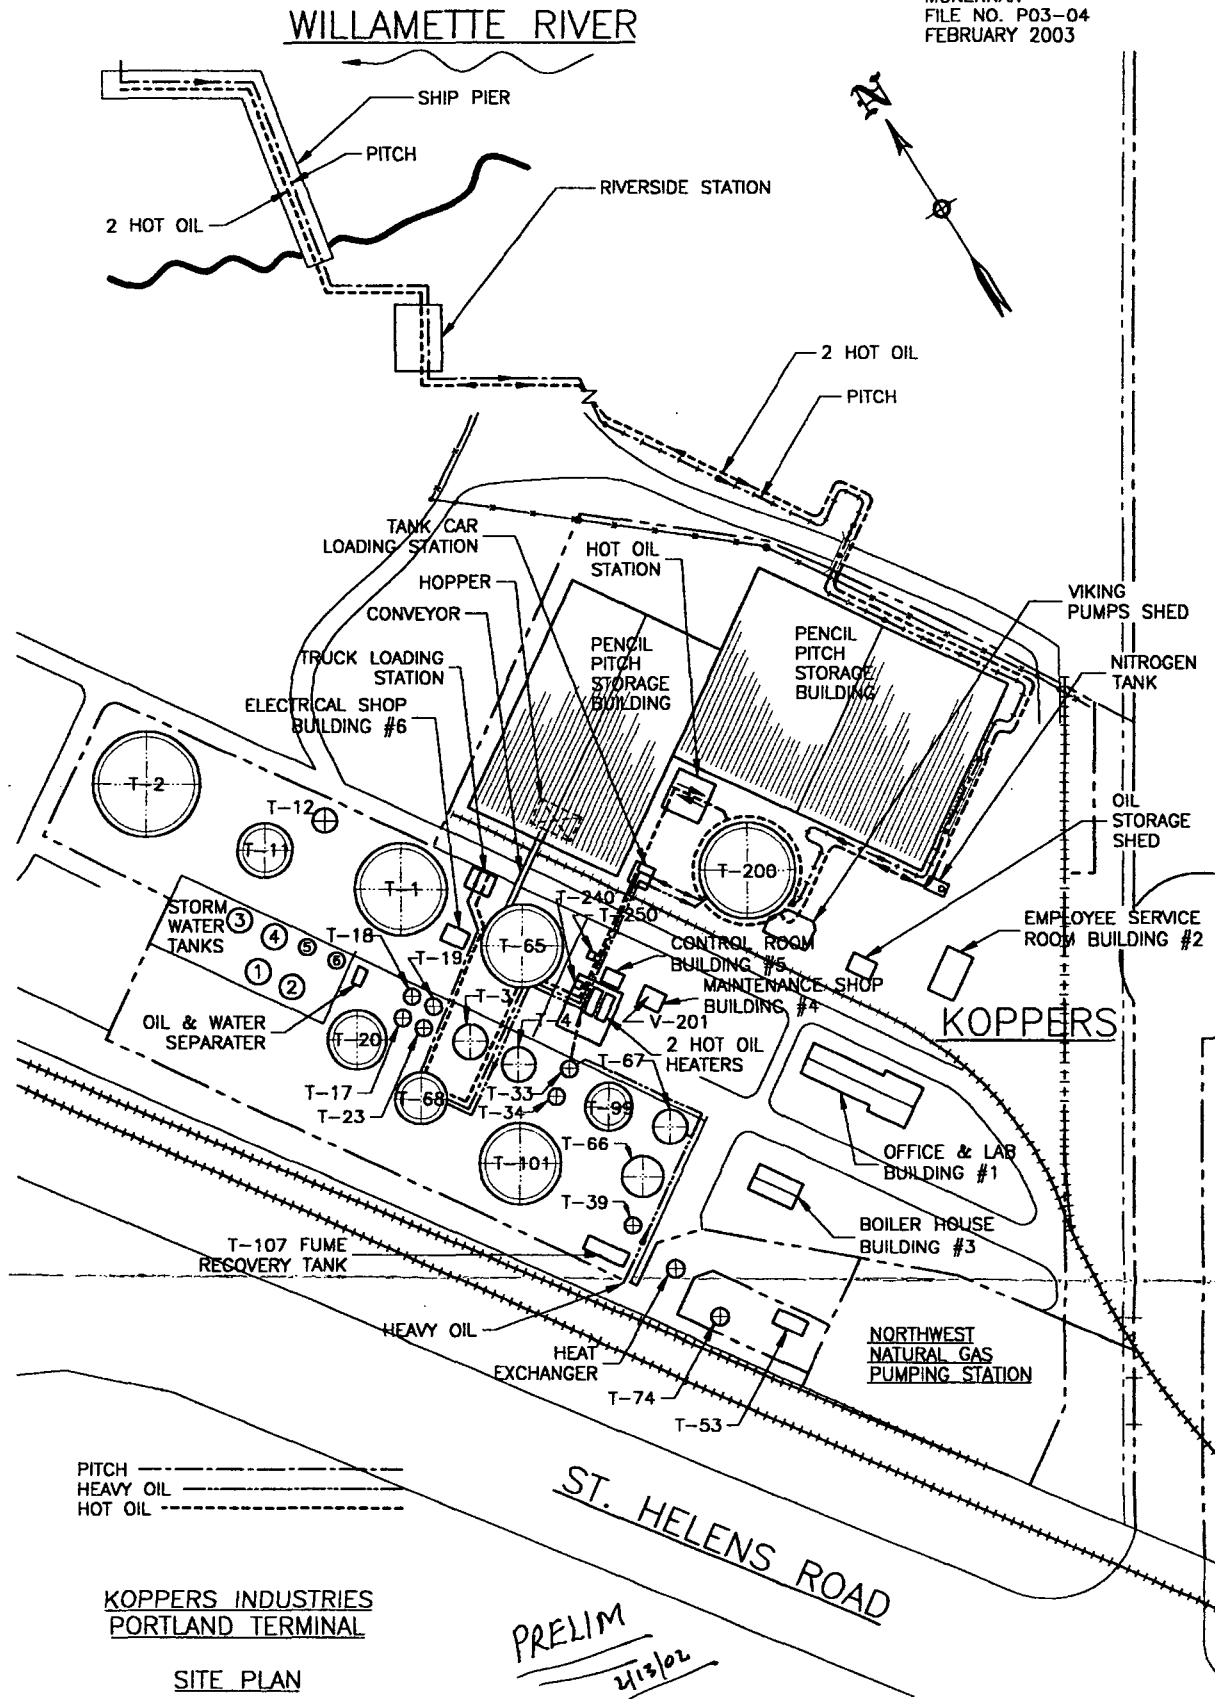 WILLAMETTE RIVER
FILE NO. P03-04
FEBRUARY 2003
N
SHIP PIER
PITCH
2 HOT OIL
RIVERSIDE STATION
2 HOT OIL
PITCH
TANK CAR
LOADING STATION
HOT OIL
STATION
HOPPER
CONVEYOR
VIKING
PUMPS SHED
PENCIL
PITCH
STORAGE
BUILDING
PENCIL
PITCH
STORAGE
BUILDING
TRUCK LOADING
STATION
NITROGEN
TANK
ELECTRICAL SHOP
BUILDING #6
T-2
T-12
T-11
T-1
OIL
STORAGE
SHED
T-200
T-240
T-250
STORM
WATER
TANKS
3
4
5
6
1
2
T-18
T-19
T-65
EMPLOYEE SERVICE
ROOM BUILDING #2
CONTROL ROOM
BUILDING #5
MAINTENANCE SHOP
BUILDING #4
KOPPERS
V-201
2 HOT OIL
HEATERS
OIL & WATER
SEPARATER
T-20
T-3
T-4
T-67
T-17
T-23
T-68
T-33
T-34
T-99
T-66
T-101
T-39
OFFICE & LAB
BUILDING #1
BOILER HOUSE
BUILDING #3
T-107 FUME
RECOVERY TANK
HEAVY OIL
HEAT
EXCHANGER
T-74
T-53
NORTHWEST
NATURAL GAS
PUMPING STATION
PITCH
HEAVY OIL
HOT OIL
ST. HELENS ROAD
KOPPERS INDUSTRIES
PORTLAND TERMINAL
SITE PLAN
PRELIM
2/13/02